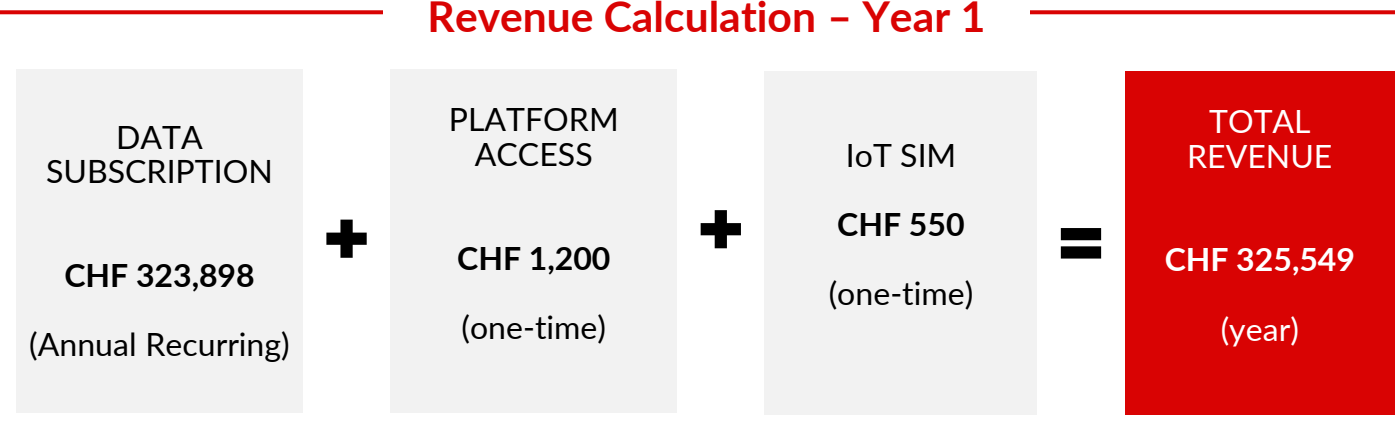 Revenue Calculation – Year 1
DATA
SUBSCRIPTION
CHF 323,898
(Annual Recurring)
+
PLATFORM
ACCESS
CHF 1,200
(one-time)
+
IoT SIM
CHF 550
(one-time)
=
TOTAL
REVENUE
CHF 325,549
(year)